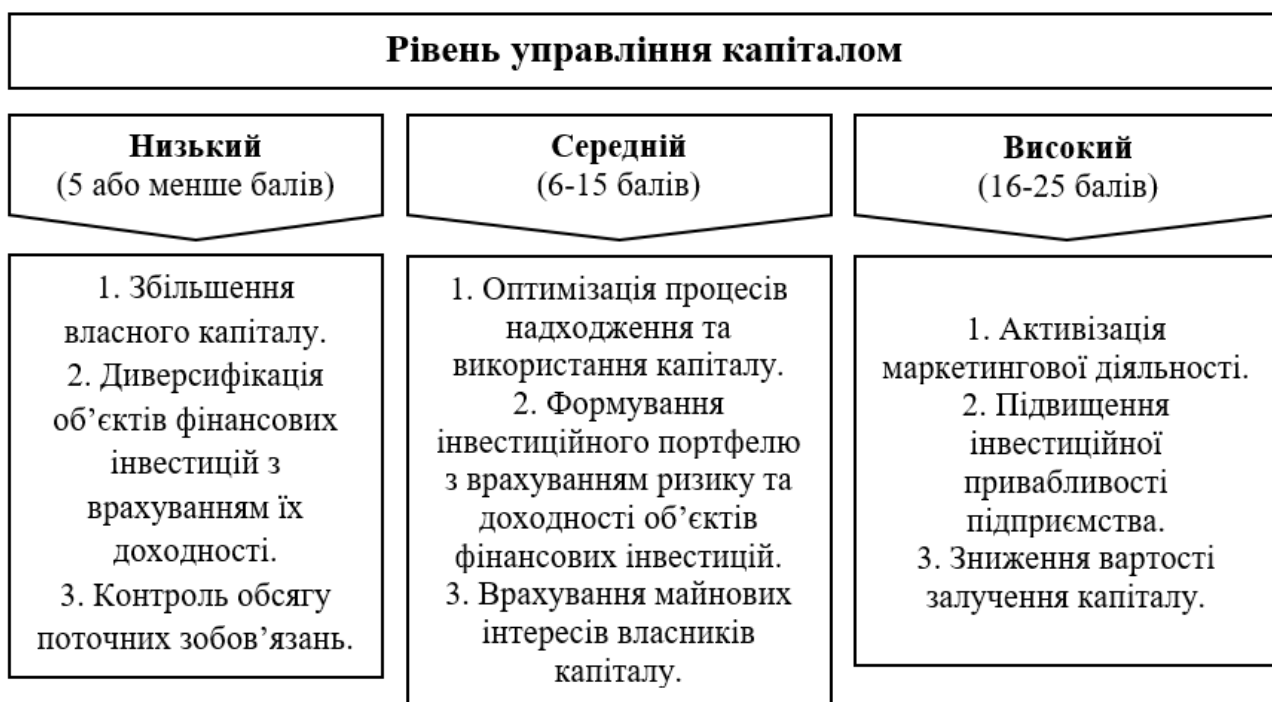 Рівень управління капіталом
Низький
(5 або менше балів)
1. Збільшення
власного капіталу.
2. Диверсифікація
об’єктів фінансових
інвестицій з
врахуванням їх
доходності.
3. Контроль обсягу
поточних зобов’язань.
Середній
(6-15 балів)
1. Оптимізація процесів
надходження та
використання капіталу.
2. Формування
інвестиційного портфелю
з врахуванням ризику та
доходності об’єктів
фінансових інвестицій.
3. Врахування майнових
інтересів власників
капіталу.
Високий
(16-25 балів)
1. Активізація
маркетингової діяльності.
2. Підвищення
інвестиційної
привабливості
підприємства.
3. Зниження вартості
залучення капіталу.